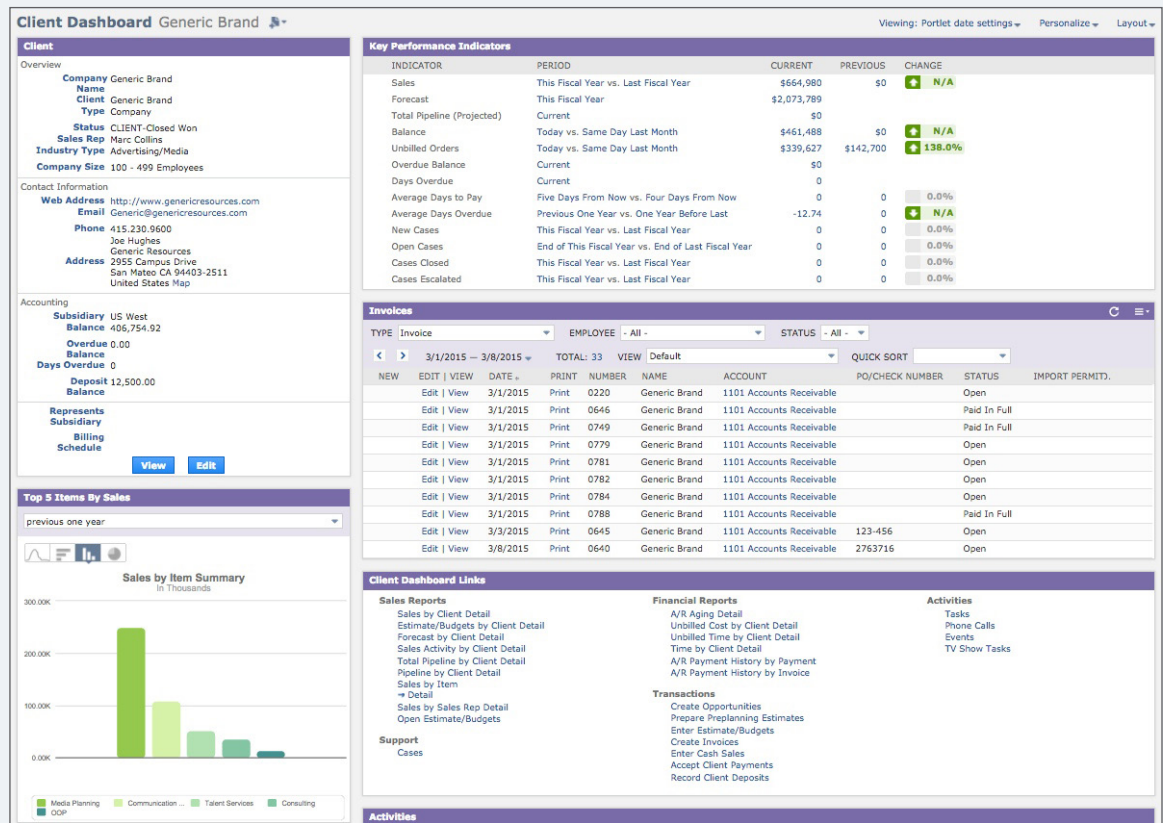 Client Dashboard Generic Brand
Viewing: Portlet date settings Personalize Layout
Client
Overview
Company Name Generic Brand
Client Generic Brand
Type Company
Status CLIENT-Closed Won
Sales Rep Marc Collins
Industry Type Advertising/Media
Company Size 100 - 499 Employees
Contact Information
Web Address http://www.genericresources.com
Email Generic@genericresources.com
Phone 415.230.9600
Joe Hughes
Generic Resources
Address 2955 Campus Drive
San Mateo CA 94403-2511
United States Map
Accounting
Subsidiary US West
Balance 406,754.92
Overdue Balance 0.00
Days Overdue 0
Deposit Balance 12,500.00
Represents Subsidiary
Billing Schedule
View Edit
Top 5 Items By Sales
previous one year
Sales by Item Summary
In Thousands
300.00K
200.00K
100.00K
0.00K
Media Planning Communication ... Talent Services Consulting
OOP
Key Performance Indicators
INDICATOR PERIOD CURRENT PREVIOUS CHANGE
Sales This Fiscal Year vs. Last Fiscal Year $664,980 $0 N/A
Forecast This Fiscal Year $2,073,789
Total Pipeline (Projected) Current $0
Balance Today vs. Same Day Last Month $461,488 $0 N/A
Unbilled Orders Today vs. Same Day Last Month $339,627 $142,700 138.0%
Overdue Balance Current $0
Days Overdue Current 0
Average Days to Pay Five Days From Now vs. Four Days From Now 0 0 0.0%
Average Days Overdue Previous One Year vs. One Year Before Last -12.74 0 N/A
New Cases This Fiscal Year vs. Last Fiscal Year 0 0 0.0%
Open Cases End of This Fiscal Year vs. End of Last Fiscal Year 0 0 0.0%
Cases Closed This Fiscal Year vs. Last Fiscal Year 0 0 0.0%
Cases Escalated This Fiscal Year vs. Last Fiscal Year 0 0 0.0%
Invoices
TYPE Invoice EMPLOYEE - All - STATUS - All -
3/1/2015 — 3/8/2015 TOTAL: 33 VIEW Default QUICK SORT
NEW EDIT | VIEW DATE PRINT NUMBER NAME ACCOUNT PO/CHECK NUMBER STATUS IMPORT PERMIT).
Edit | View 3/1/2015 Print 0220 Generic Brand 1101 Accounts Receivable Open
Edit | View 3/1/2015 Print 0646 Generic Brand 1101 Accounts Receivable Paid In Full
Edit | View 3/1/2015 Print 0749 Generic Brand 1101 Accounts Receivable Paid In Full
Edit | View 3/1/2015 Print 0779 Generic Brand 1101 Accounts Receivable Open
Edit | View 3/1/2015 Print 0781 Generic Brand 1101 Accounts Receivable Open
Edit | View 3/1/2015 Print 0782 Generic Brand 1101 Accounts Receivable Open
Edit | View 3/1/2015 Print 0784 Generic Brand 1101 Accounts Receivable Open
Edit | View 3/1/2015 Print 0788 Generic Brand 1101 Accounts Receivable Paid In Full
Edit | View 3/3/2015 Print 0645 Generic Brand 1101 Accounts Receivable 123-456 Open
Edit | View 3/8/2015 Print 0640 Generic Brand 1101 Accounts Receivable 2763716 Open
Client Dashboard Links
Sales Reports
Sales by Client Detail
Estimate/Budgets by Client Detail
Forecast by Client Detail
Sales Activity by Client Detail
Total Pipeline by Client Detail
Pipeline by Client Detail
Sales by Item
→ Detail
Sales by Sales Rep Detail
Open Estimate/Budgets
Support
Cases
Financial Reports
A/R Aging Detail
Unbilled Cost by Client Detail
Unbilled Time by Client Detail
Time by Client Detail
A/R Payment History by Payment
A/R Payment History by Invoice
Transactions
Create Opportunities
Prepare Preplanning Estimates
Enter Estimate/Budgets
Create Invoices
Enter Cash Sales
Accept Client Payments
Record Client Deposits
Activities
Tasks
Phone Calls
Events
TV Show Tasks
Activities